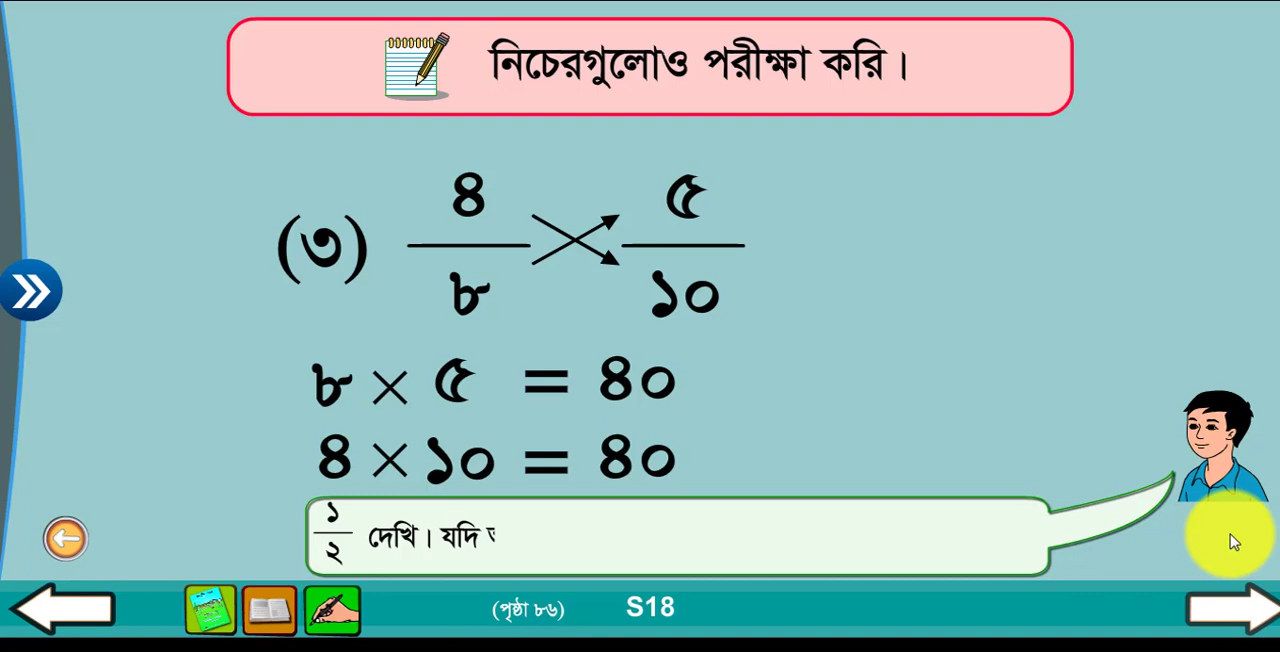 নিচেরগুলোও পরীক্ষা করি।
(৩) ৪/৮ ৫/১০
৮ × ৫ = ৪০
৪ × ১০ = ৪০
১/২ দেখি। যদি
(পৃষ্ঠা ৮৬) S18